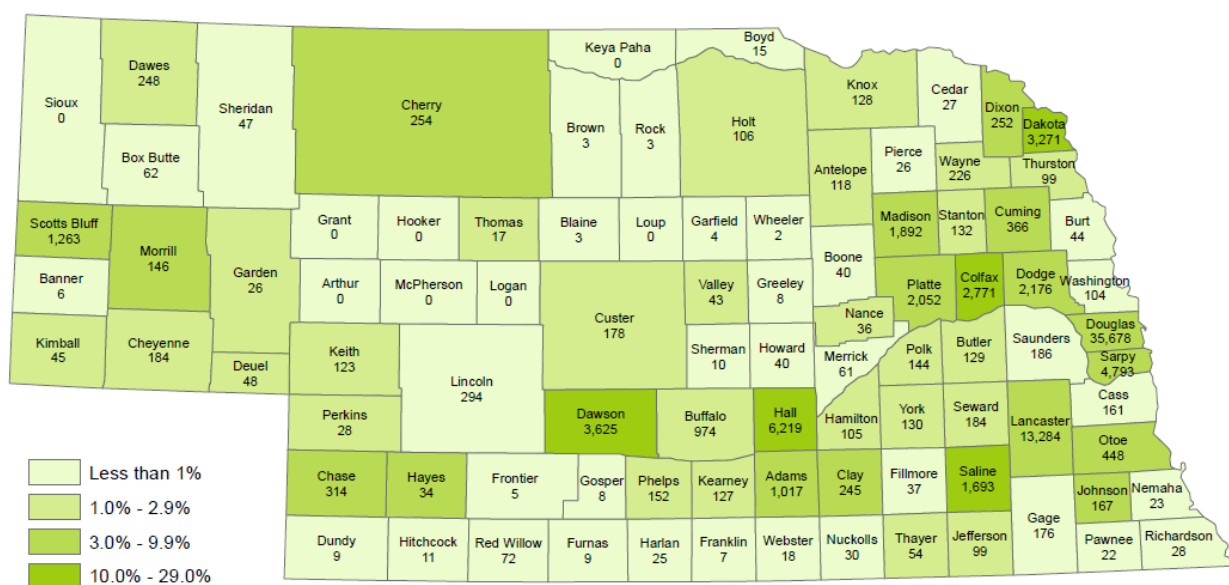 Sioux
0
Dawes
248
Box Butte
62
Sheridan
47
Cherry
254
Keya Paha
0
Boyd
15
Brown
3
Rock
3
Holt
106
Knox
128
Cedar
27
Dixon
252
Dakota
3,271
Antelope
118
Pierce
26
Wayne
226
Thurston
99
Scotts Bluff
1,263
Banner
6
Kimball
45
Morrill
146
Cheyenne
184
Garden
26
Deuel
48
Grant
0
Hooker
0
Thomas
17
Blaine
3
Loup
0
Garfield
4
Wheeler
2
Boone
40
Madison
1,892
Stanton
132
Cuming
366
Burt
44
Arthur
0
McPherson
0
Logan
0
Custer
178
Valley
43
Greeley
8
Platte
2,052
Colfax
2,771
Dodge
2,176
Washington
104
Nance
36
Douglas
35,678
Sarpy
4,793
Keith
123
Lincoln
294
Sherman
10
Howard
40
Merrick
61
Polk
144
Butler
129
Saunders
186
Perkins
28
Dawson
3,625
Buffalo
974
Hall
6,219
Hamilton
105
York
130
Seward
184
Lancaster
13,284
Cass
161
Otoe
448
Chase
314
Hayes
34
Frontier
5
Gosper
8
Phelps
152
Kearney
127
Adams
1,017
Clay
245
Fillmore
37
Saline
1,693
Johnson
167
Nemaha
23
Dundy
9
Hitchcock
11
Red Willow
72
Furnas
9
Harlan
25
Franklin
7
Webster
18
Nuckolls
30
Thayer
54
Jefferson
99
Gage
176
Pawnee
22
Richardson
28
Less than 1%
1.0% - 2.9%
3.0% - 9.9%
10.0% - 29.0%